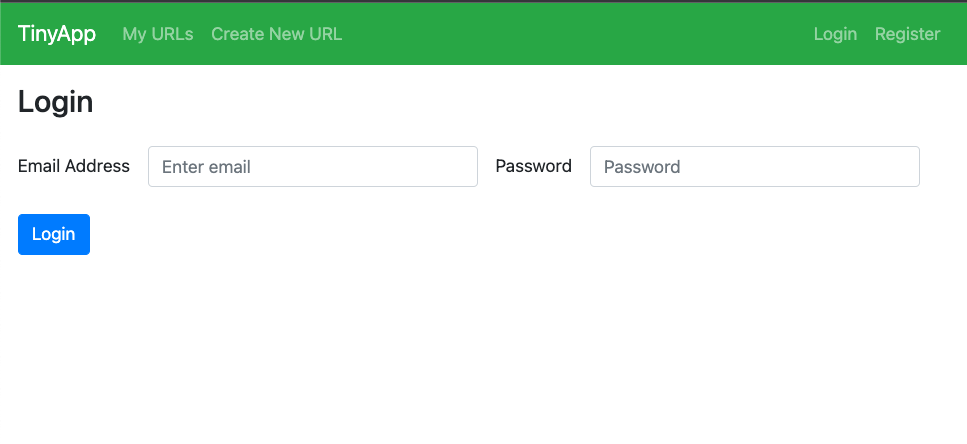 TinyApp My URLs Create New URL Login Register
Login
Email Address Enter email Password Password
Login